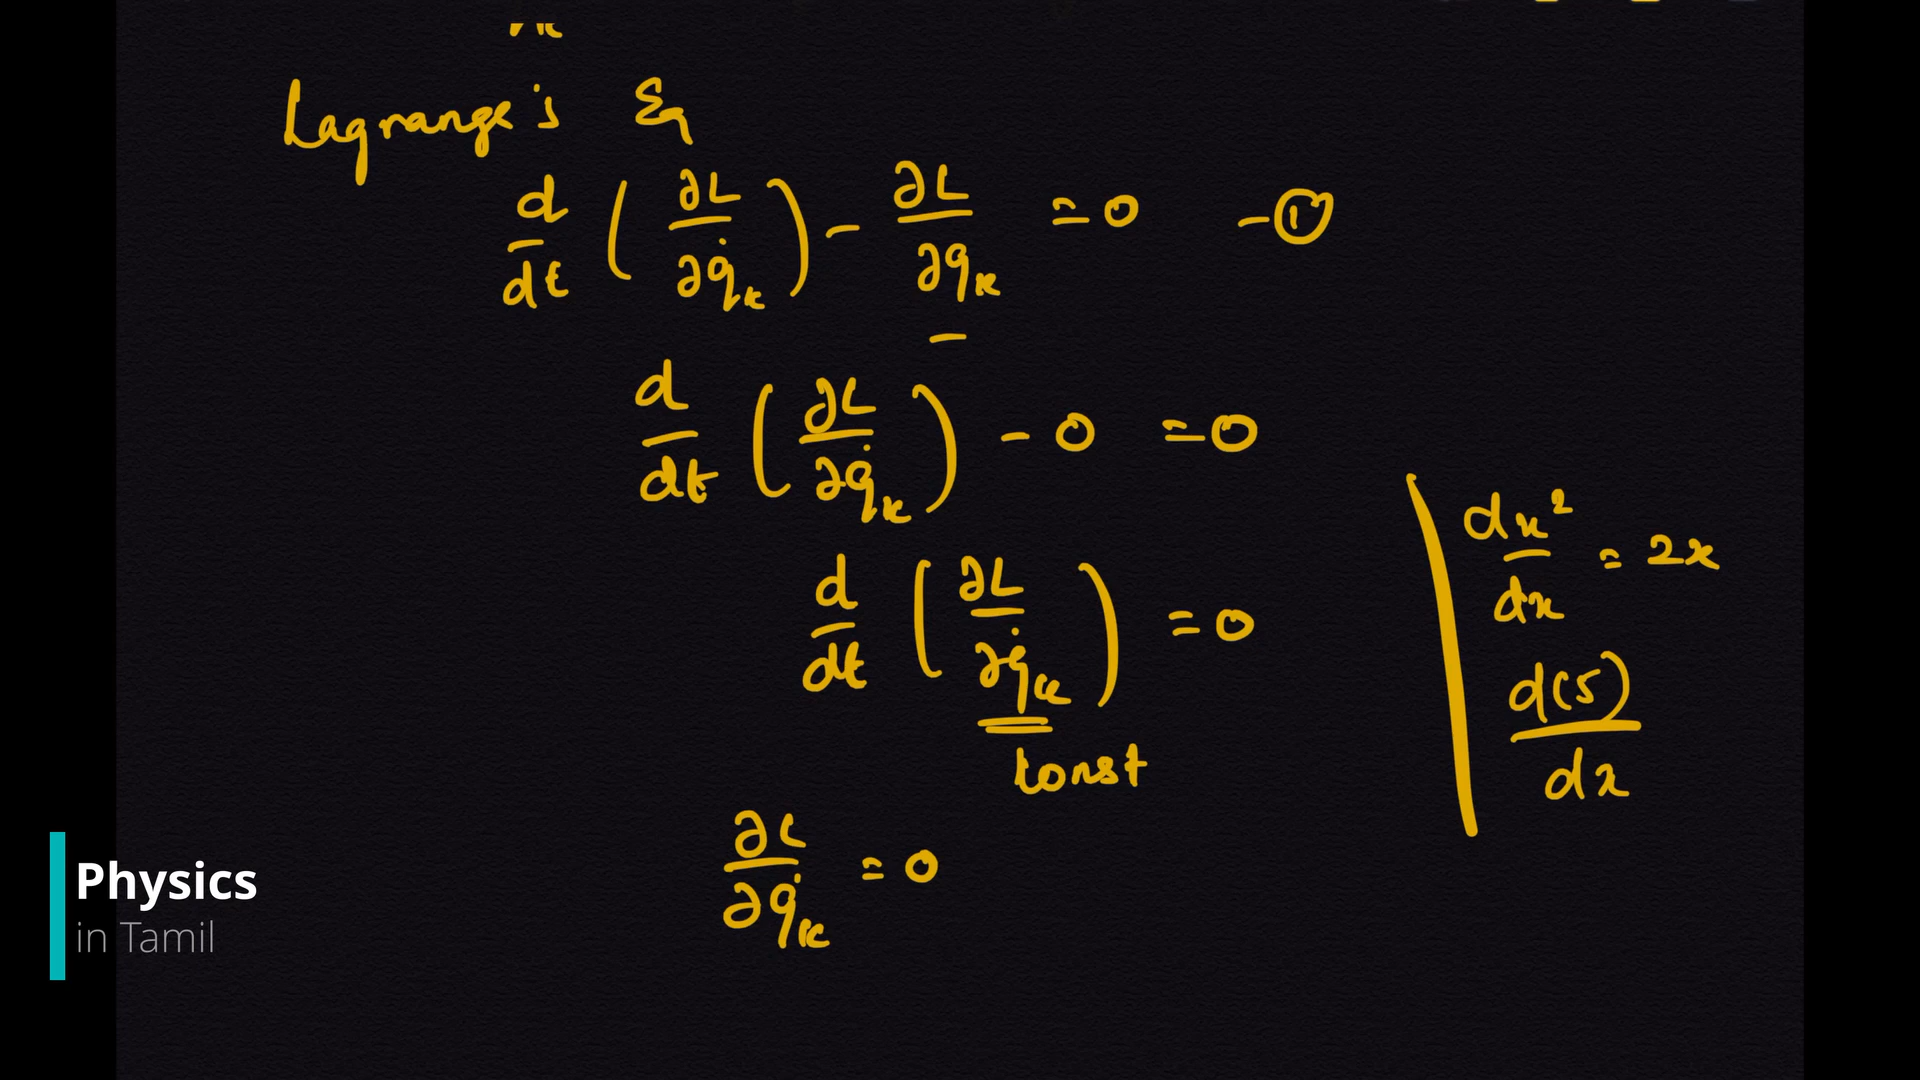 Lagrange's Eq
d/dt (∂L/∂q̇ₖ) - ∂L/∂qₖ = 0 - ①
d/dt (∂L/∂q̇ₖ) - 0 = 0
dx²/dx = 2x
d/dt (∂L/∂q̇ₖ) = 0
d(5)/dx
const
∂L/∂q̇ₖ = 0
Physics
in Tamil